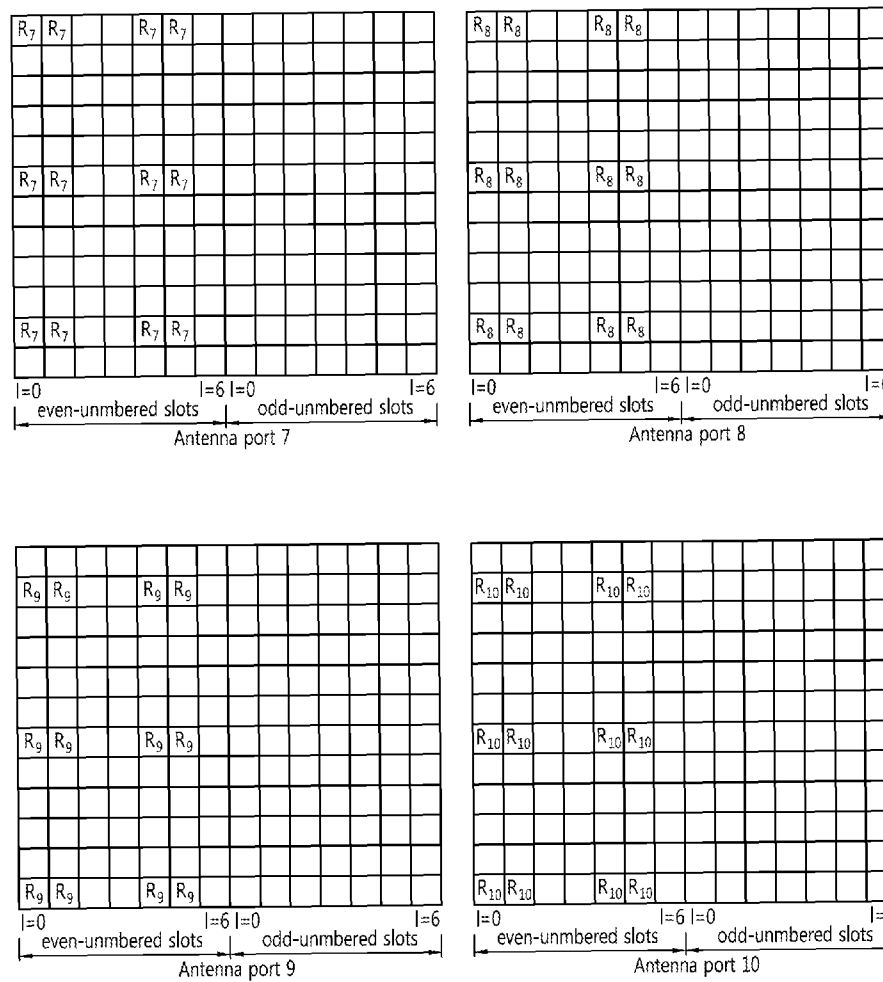 R7 R7 R7 R7 R8 R8 R8 R8
R7 R7 R7 R7 R8 R8 R8 R8
R7 R7 R7 R7 R8 R8 R8 R8
l=0 l=6 l=0 l=6 l=0 l=6 l=0
even-unmbered slots odd-unmbered slots even-unmbered slots odd-unmbered slots
Antenna port 7 Antenna port 8
R9 R9 R9 R9 R10 R10 R10 R10
R9 R9 R9 R9 R10 R10 R10 R10
R9 R9 R9 R9 R10 R10 R10 R10
l=0 l=6 l=0 l=6 l=0 l=6 l=0
even-unmbered slots odd-unmbered slots even-unmbered slots odd-unmbered slots
Antenna port 9 Antenna port 10